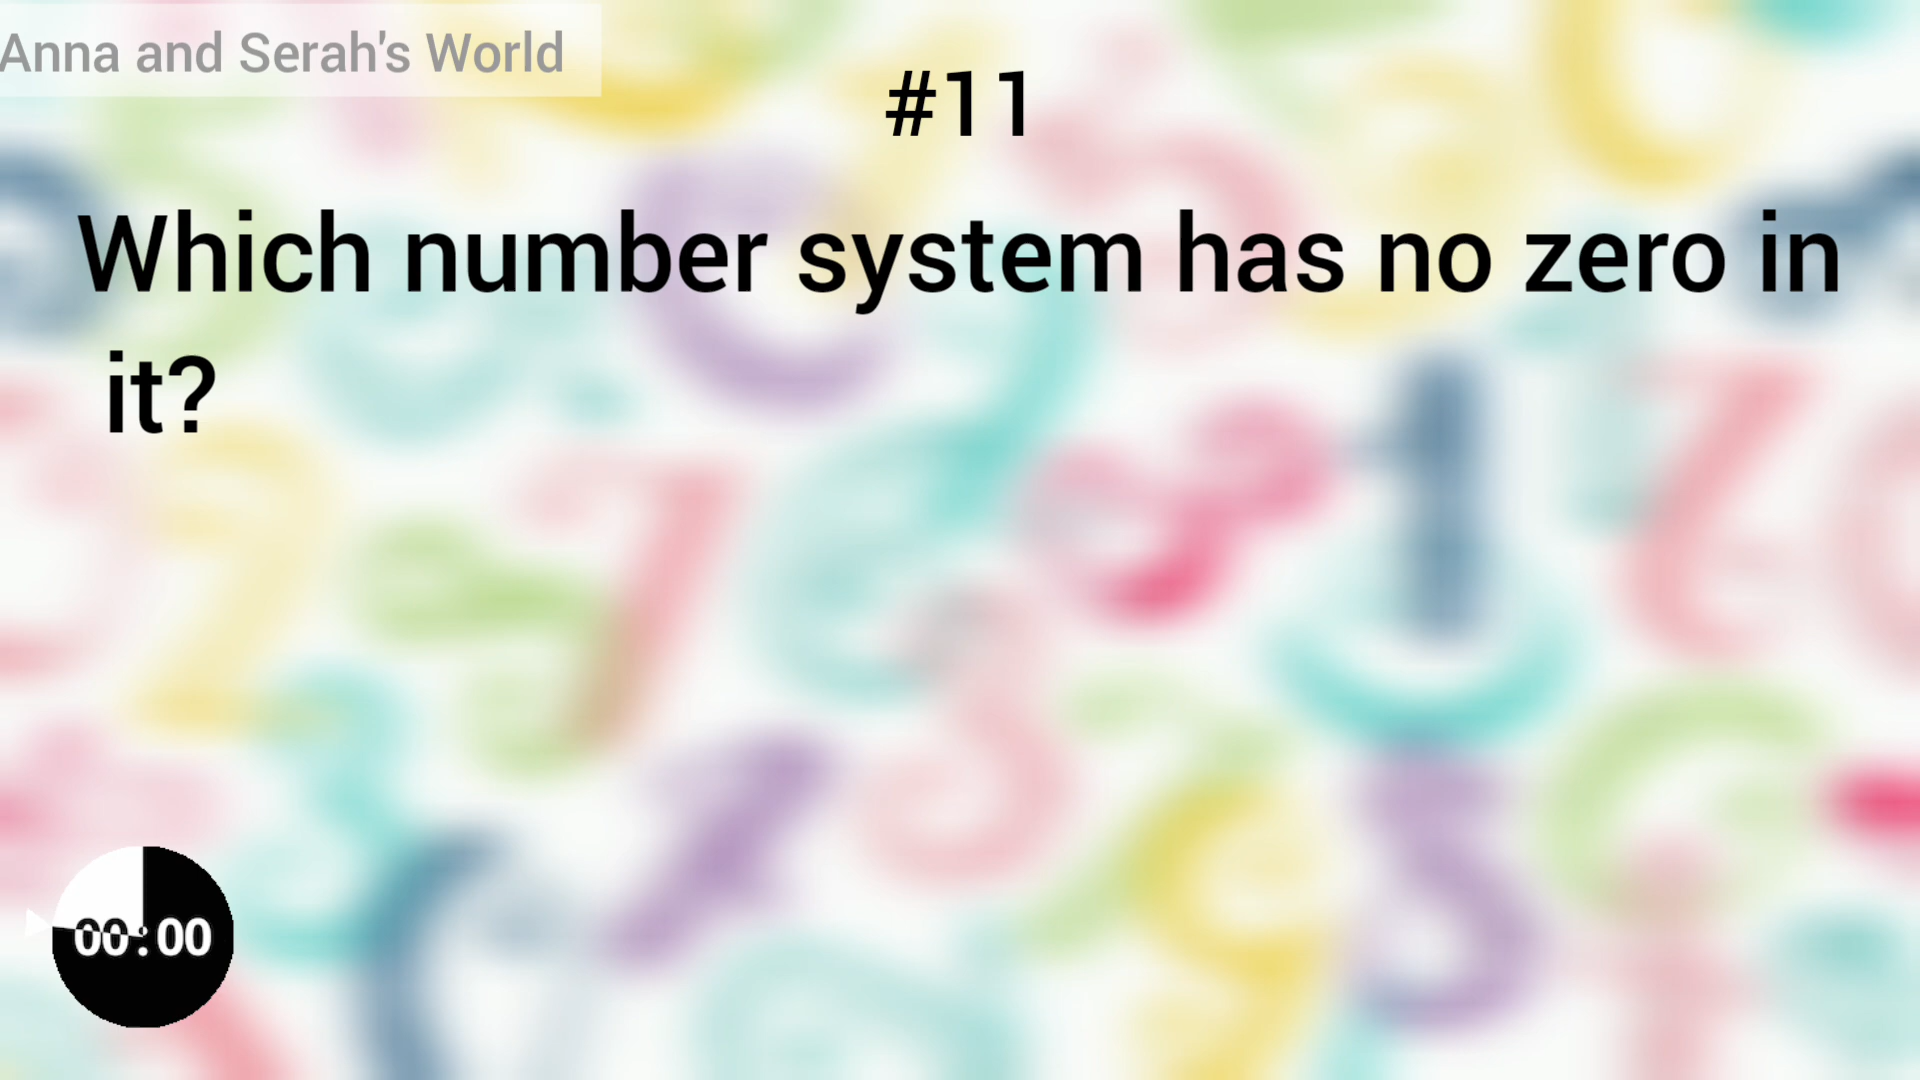 Anna and Serah's World
#11
Which number system has no zero in
it?
00:00